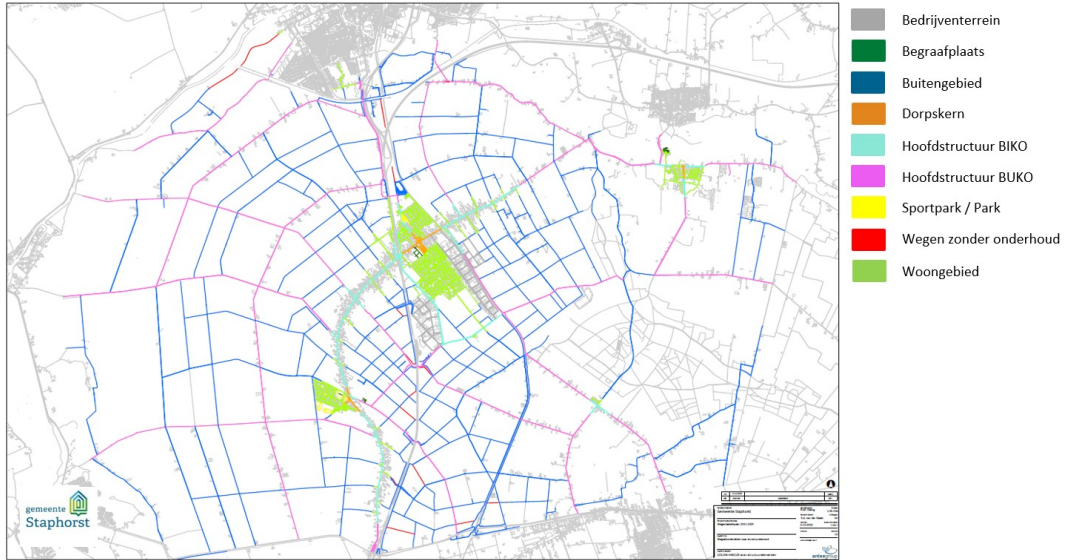 Bedrijventerrein
Begraafplaats
Buitengebied
Dorpskern
Hoofdstructuur BIKO
Hoofdstructuur BUKO
Sportpark / Park
Wegen zonder onderhoud
Woongebied
gemeente
Staphorst